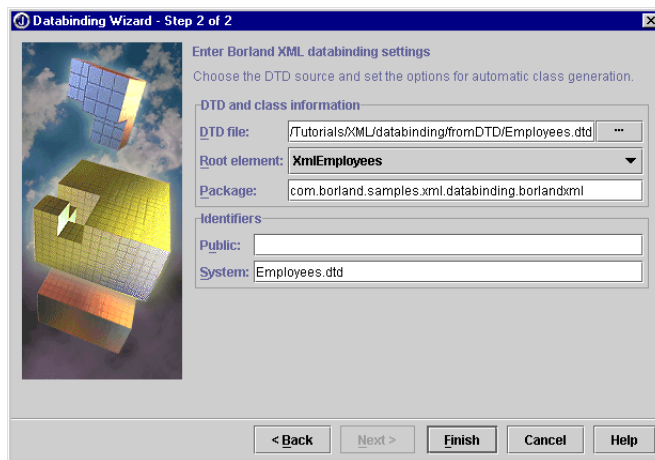 Databinding Wizard - Step 2 of 2
Enter Borland XML databinding settings
Choose the DTD source and set the options for automatic class generation.
DTD and class information
DTD file: /Tutorials/XML/databinding/fromDTD/Employees.dtd ...
Root element: XmlEmployees
Package: com.borland.samples.xml.databinding.borlandxml
Identifiers
Public:
System: Employees.dtd
< Back Next > Finish Cancel Help